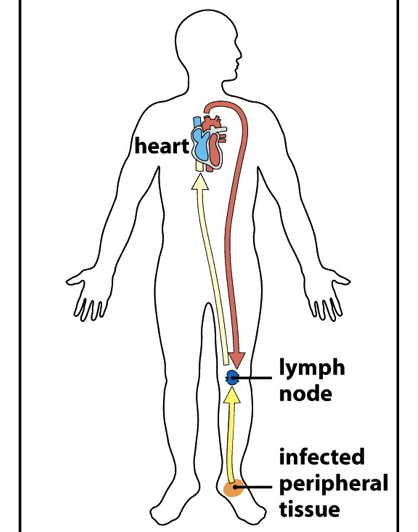 heart
lymph
node
infected
peripheral
tissue